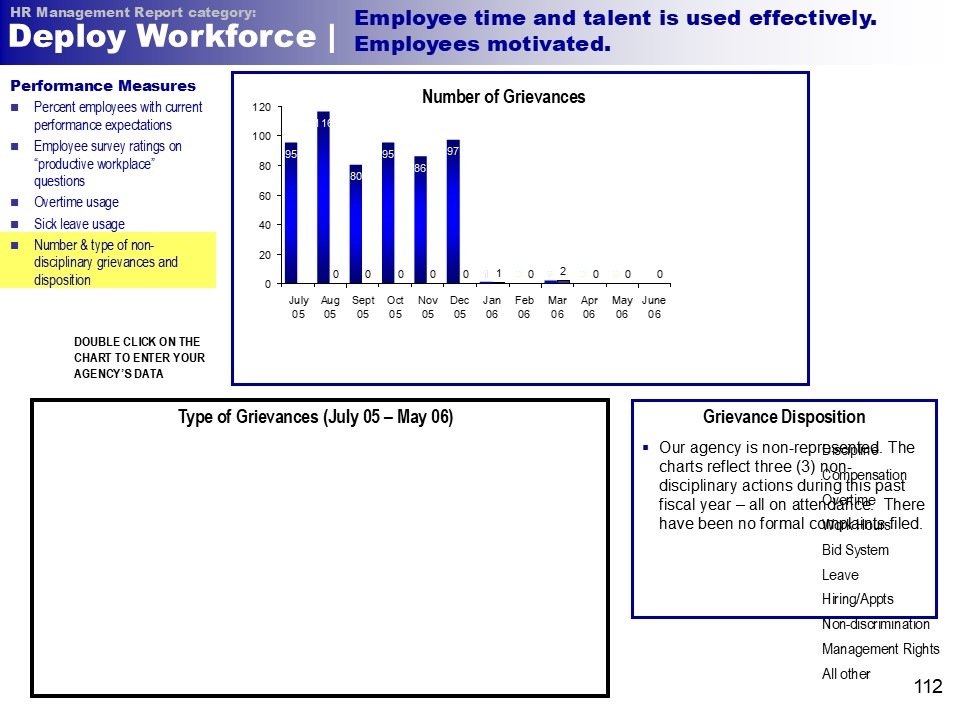 HR Management Report category:
Deploy Workforce |
Employee time and talent is used effectively.
Employees motivated.
Performance Measures
Percent employees with current
performance expectations
Employee survey ratings on
“productive workplace”
questions
Overtime usage
Sick leave usage
Number & type of non-
disciplinary grievances and
disposition
DOUBLE CLICK ON THE
CHART TO ENTER YOUR
AGENCY’S DATA
Number of Grievances
120
100
80
60
40
20
0
95 116 80 95 86 97
0 0 0 0 0 1 0 2 0 0 0
July Aug Sept Oct Nov Dec Jan Feb Mar Apr May June
05 05 05 05 05 05 06 06 06 06 06 06
Type of Grievances (July 05 – May 06)
Grievance Disposition
Our agency is non-represented. The
charts reflect three (3) non-
disciplinary actions during this past
fiscal year – all on attendance. There
have been no formal complaints filed.
Discipline
Compensation
Overtime
Work Hours
Bid System
Leave
Hiring/Appts
Non-discrimination
Management Rights
All other
112